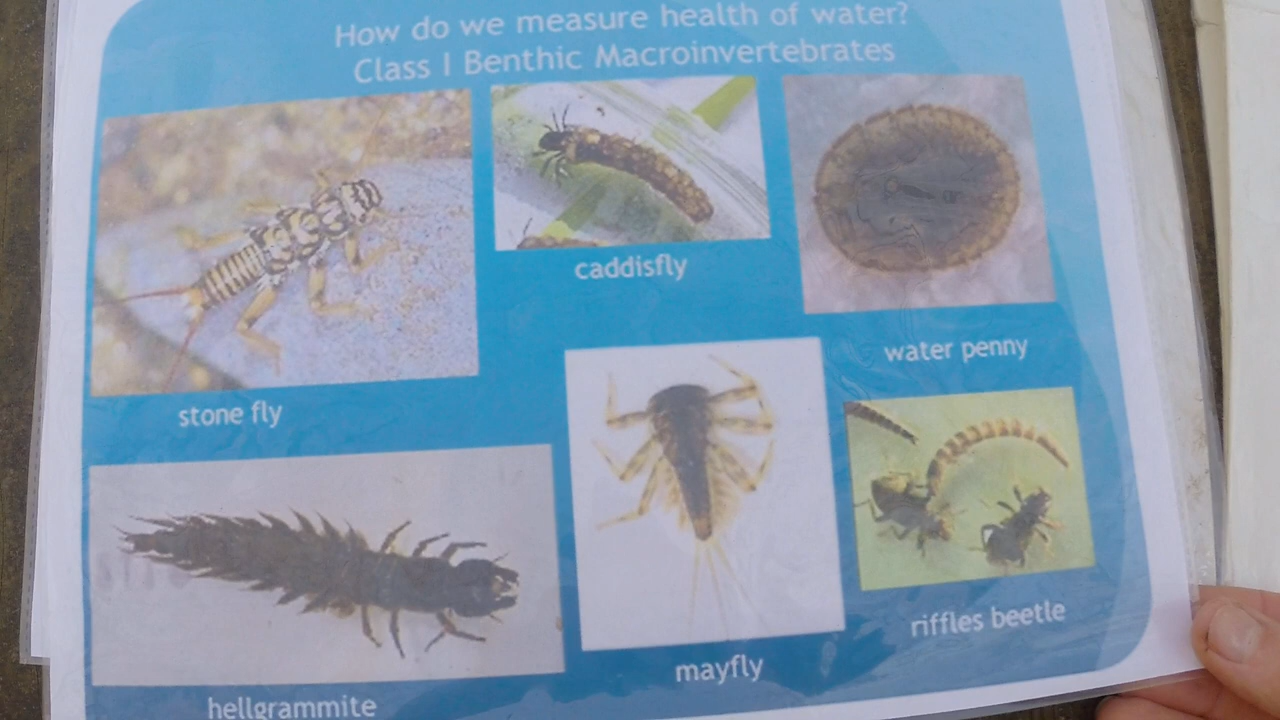 How do we measure health of water?
Class I Benthic Macroinvertebrates
caddisfly
water penny
stone fly
riffles beetle
mayfly
hellgrammite